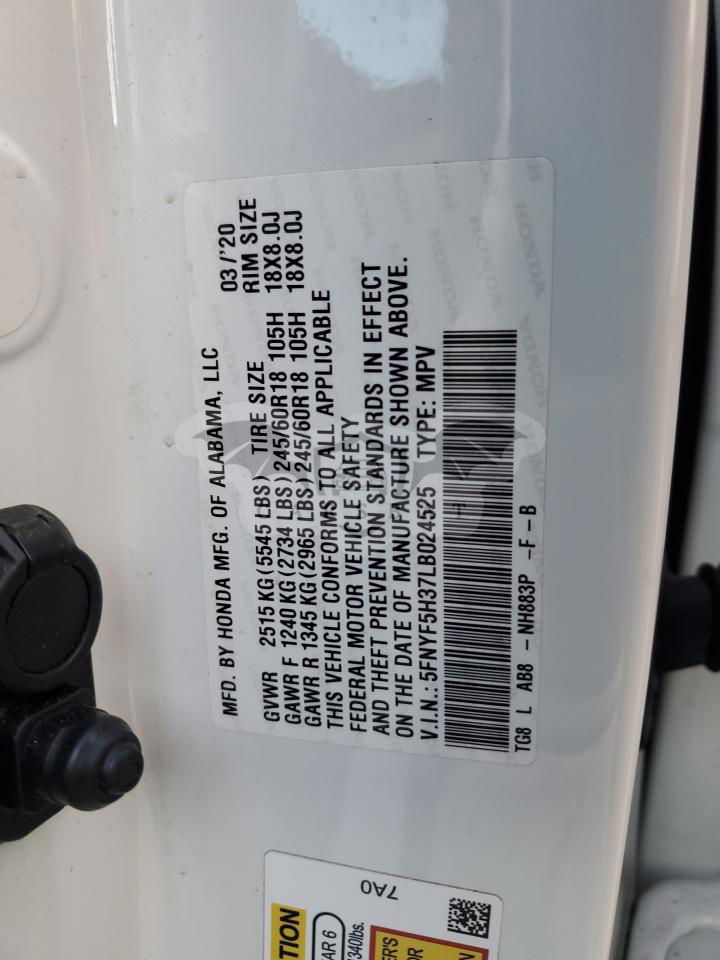 MFD. BY HONDA MFG. OF ALABAMA, LLC 03/'20
GVWR 2515 KG(5545 LBS) TIRE SIZE RIM SIZE
GAWR F 1240 KG(2734 LBS)245/60R18 105H 18X8.0J
GAWR R 1345 KG(2965 LBS)245/60R18 105H 18X8.0J
THIS VEHICLE CONFORMS TO ALL APPLICABLE
FEDERAL MOTOR VEHICLE SAFETY
AND THEFT PREVENTION STANDARDS IN EFFECT
ON THE DATE OF MANUFACTURE SHOWN ABOVE.
V.I.N.: 5FNYF5H37LB024525 TYPE: MPV
TG8 L AB8 -NH883P -F-B
HONDA
7A0
340lbs.